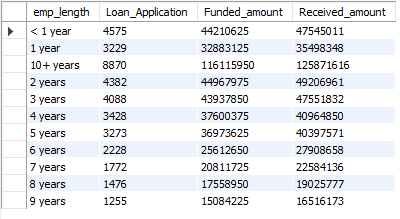 emp_length Loan_Application Funded_amount Received_amount
< 1 year 4575 44210625 47545011
1 year 3229 32883125 35498348
10+ years 8870 116115950 125871616
2 years 4382 44967975 49206961
3 years 4088 43937850 47551832
4 years 3428 37600375 40964850
5 years 3273 36973625 40397571
6 years 2228 25612650 27908658
7 years 1772 20811725 22584136
8 years 1476 17558950 19025777
9 years 1255 15084225 16516173